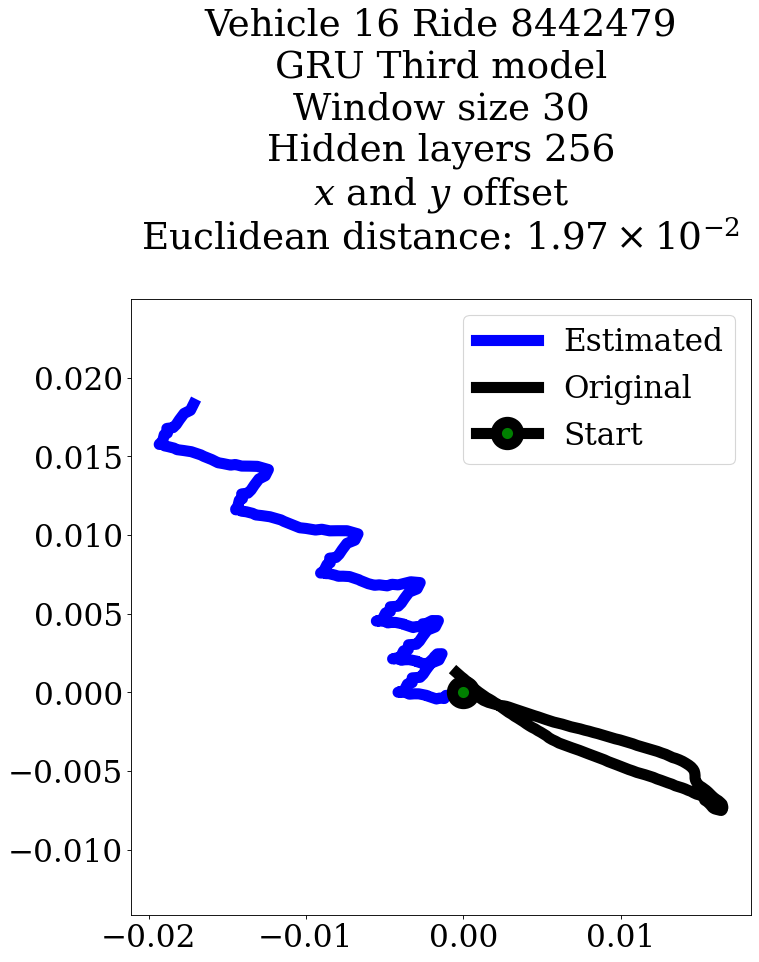 Vehicle 16 Ride 8442479
GRU Third model
Window size 30
Hidden layers 256
x and y offset
Euclidean distance: 1.97 × 10⁻²
Estimated
Original
Start
0.020
0.015
0.010
0.005
0.000
−0.005
−0.010
−0.02 −0.01 0.00 0.01